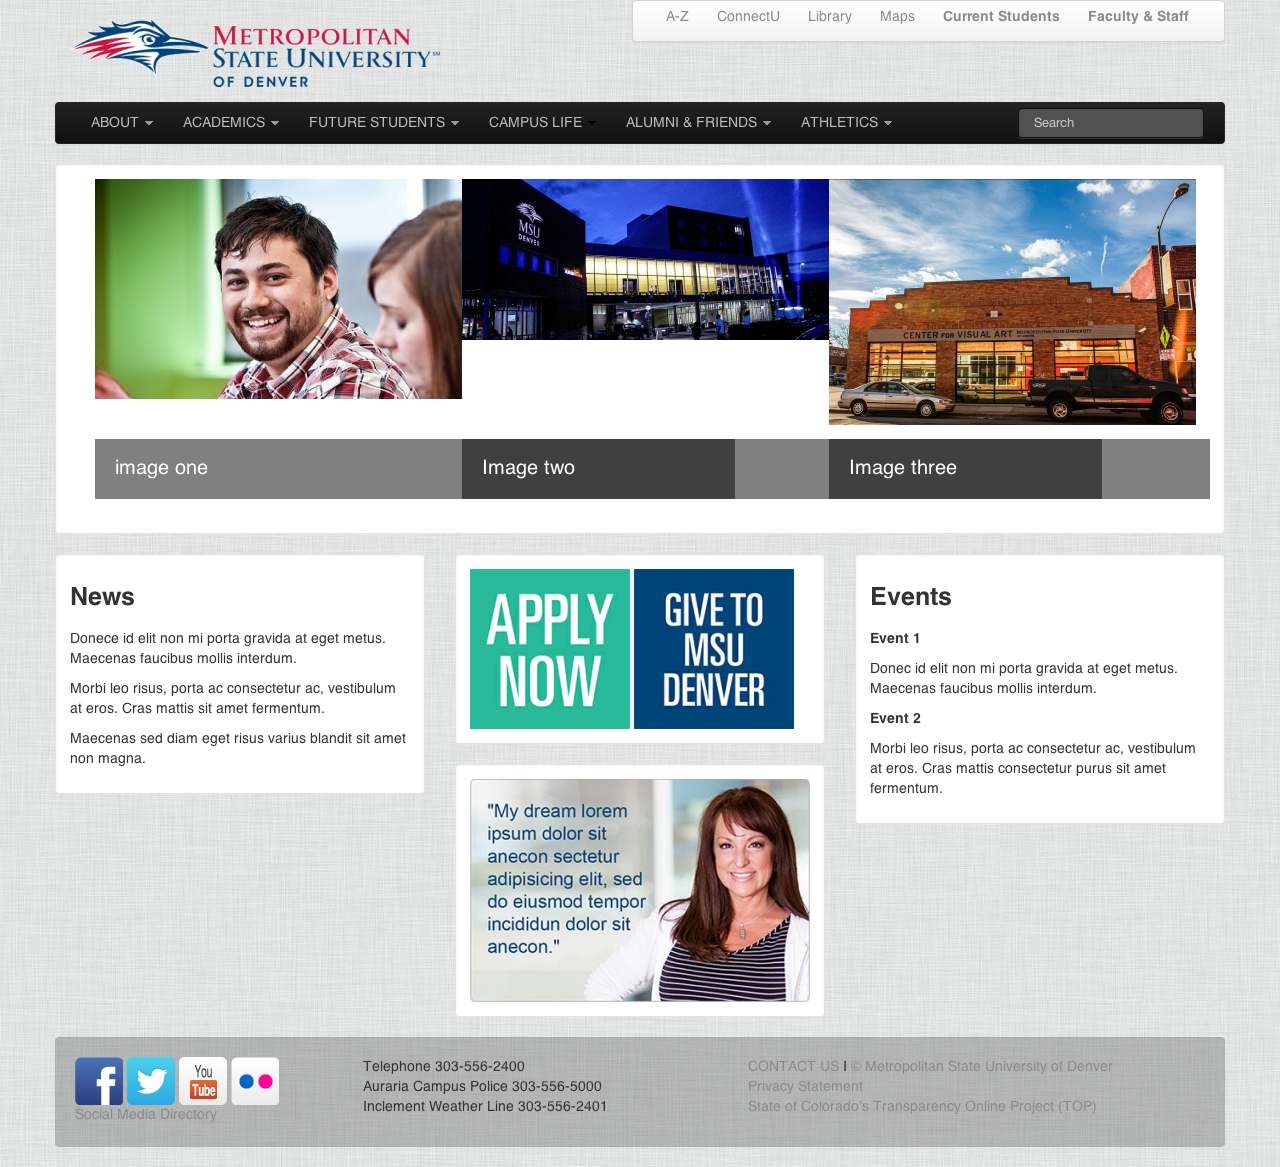 A-Z ConnectU Library Maps Current Students Faculty & Staff
METROPOLITAN
STATE UNIVERSITY℠
OF DENVER
ABOUT ACADEMICS FUTURE STUDENTS CAMPUS LIFE ALUMNI & FRIENDS ATHLETICS Search
MSU
DENVER
CENTER FOR VISUAL ART METROPOLITAN STATE UNIVERSITY
image one Image two Image three
News
Donece id elit non mi porta gravida at eget metus.
Maecenas faucibus mollis interdum.
Morbi leo risus, porta ac consectetur ac, vestibulum
at eros. Cras mattis sit amet fermentum.
Maecenas sed diam eget risus varius blandit sit amet
non magna.
APPLY
NOW
GIVE TO
MSU
DENVER
"My dream lorem
ipsum dolor sit
anecon sectetur
adipisicing elit, sed
do eiusmod tempor
incididun dolor sit
anecon."
Events
Event 1
Donec id elit non mi porta gravida at eget metus.
Maecenas faucibus mollis interdum.
Event 2
Morbi leo risus, porta ac consectetur ac, vestibulum
at eros. Cras mattis consectetur purus sit amet
fermentum.
f
You
Tube
Social Media Directory
Telephone 303-556-2400
Auraria Campus Police 303-556-5000
Inclement Weather Line 303-556-2401
CONTACT US I © Metropolitan State University of Denver
Privacy Statement
State of Colorado's Transparency Online Project (TOP)